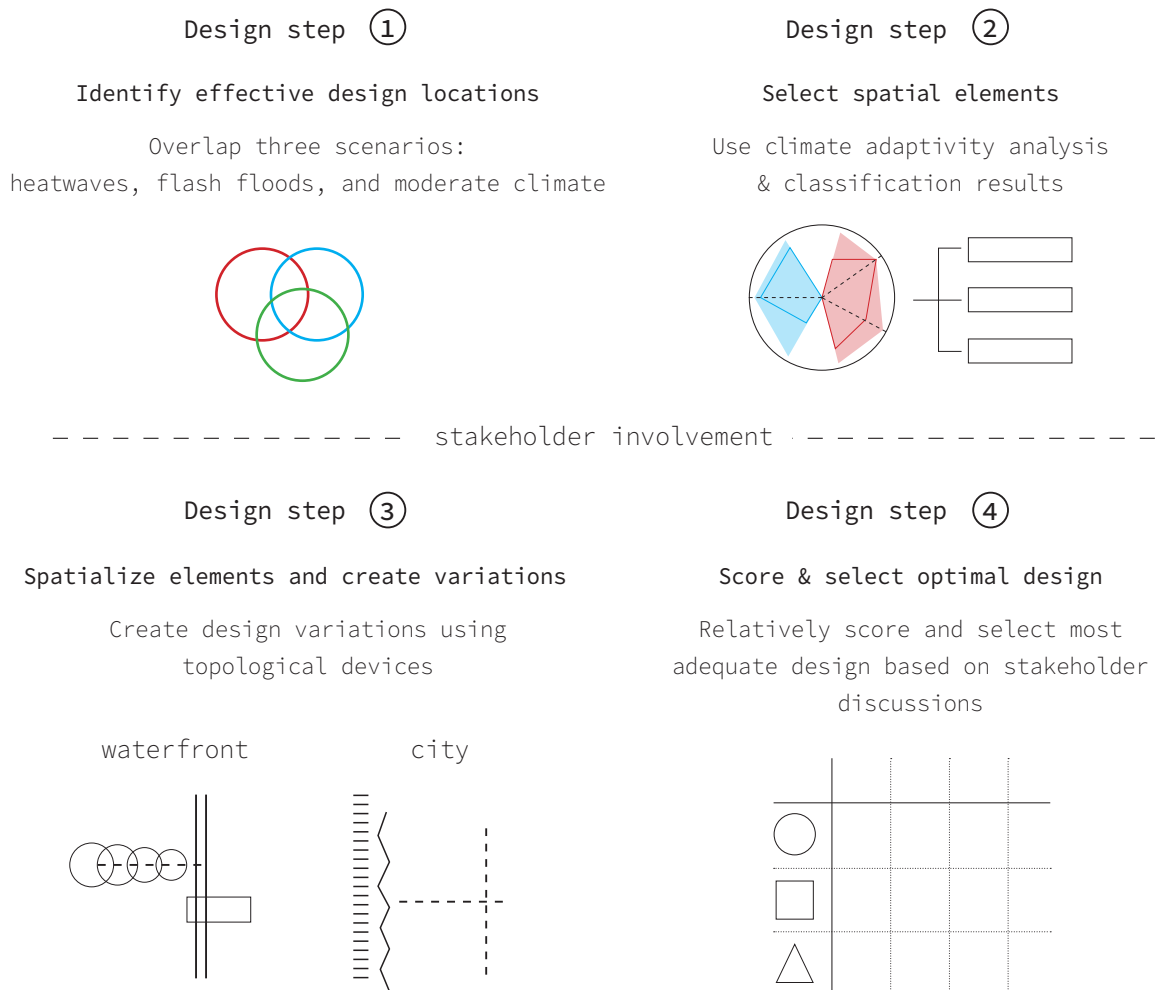 Design step 1
Identify effective design locations
Overlap three scenarios:
heatwaves, flash floods, and moderate climate
Design step 2
Select spatial elements
Use climate adaptivity analysis
& classification results
stakeholder involvement
Design step 3
Spatialize elements and create variations
Create design variations using
topological devices
waterfront
city
Design step 4
Score & select optimal design
Relatively score and select most
adequate design based on stakeholder
discussions